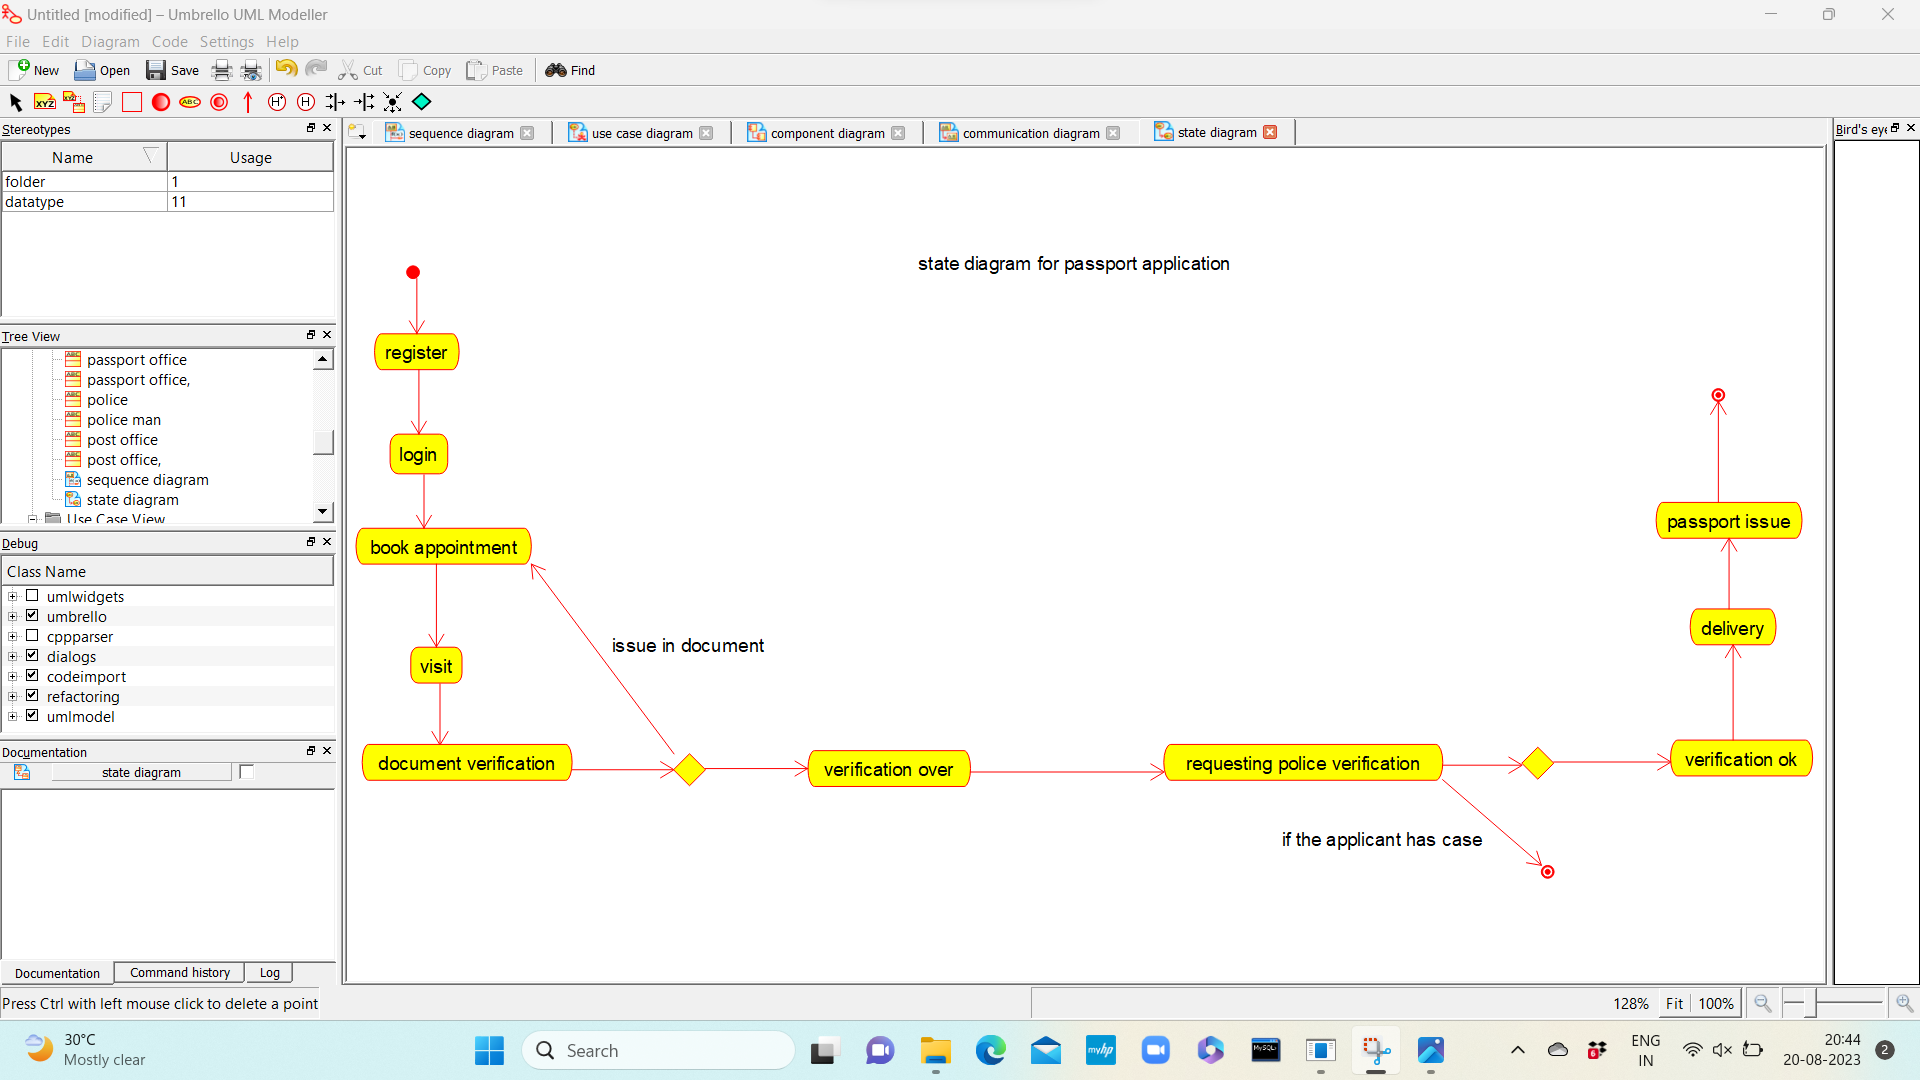 Untitled [modified] – Umbrello UML Modeller
File Edit Diagram Code Settings Help
New Open Save Cut Copy Paste Find
XYZ ABC H* H
Stereotypes
Name Usage
folder 1
datatype 11
Tree View
passport office
passport office,
police
police man
post office
post office,
sequence diagram
state diagram
Use Case View
Debug
Class Name
umlwidgets
umbrello
cppparser
dialogs
codeimport
refactoring
umlmodel
Documentation
state diagram
Documentation Command history Log
Press Ctrl with left mouse click to delete a point
sequence diagram use case diagram component diagram communication diagram state diagram
Bird's eye
state diagram for passport application
register
login
book appointment
issue in document
visit
document verification
verification over
requesting police verification
if the applicant has case
verification ok
delivery
passport issue
128% Fit 100%
30°C
Mostly clear
Search
myhp
MySQL
6
ENG
IN
20:44
20-08-2023
2